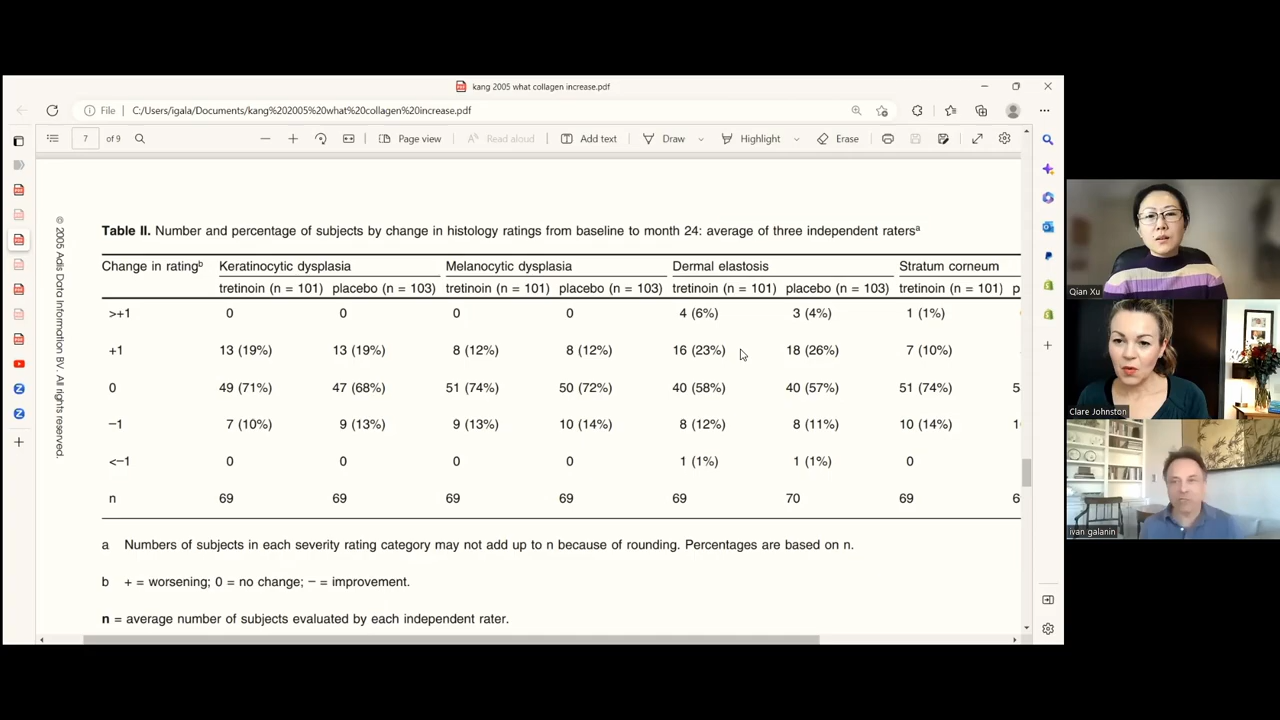 kang 2005 what collagen increase.pdf
File C:/Users/igala/Documents/kang%202005%20what%20collagen%20increase.pdf
7 of 9 Page view Read aloud Add text Draw Highlight Erase
© 2005 Adis Data Information BV. All rights reserved.
Table II. Number and percentage of subjects by change in histology ratings from baseline to month 24: average of three independent raters^a
Change in rating^b Keratinocytic dysplasia Melanocytic dysplasia Dermal elastosis Stratum corneum
tretinoin (n = 101) placebo (n = 103) tretinoin (n = 101) placebo (n = 103) tretinoin (n = 101) placebo (n = 103) tretinoin (n = 101) p
>+1 0 0 0 0 4 (6%) 3 (4%) 1 (1%)
+1 13 (19%) 13 (19%) 8 (12%) 8 (12%) 16 (23%) 18 (26%) 7 (10%)
0 49 (71%) 47 (68%) 51 (74%) 50 (72%) 40 (58%) 40 (57%) 51 (74%) 5
−1 7 (10%) 9 (13%) 9 (13%) 10 (14%) 8 (12%) 8 (11%) 10 (14%) 1
<−1 0 0 0 0 1 (1%) 1 (1%) 0
n 69 69 69 69 69 70 69 6
a Numbers of subjects in each severity rating category may not add up to n because of rounding. Percentages are based on n.
b + = worsening; 0 = no change; − = improvement.
n = average number of subjects evaluated by each independent rater.
Qian Xu
Clare Johnston
ivan galanin